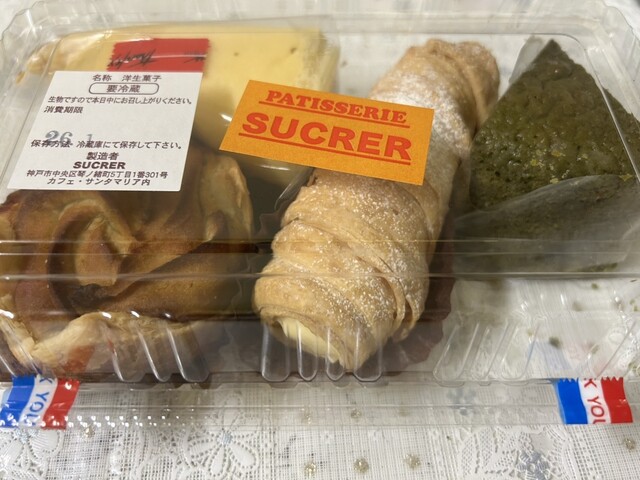 名称 洋生菓子
要冷蔵
生物ですので本日中にお召し上がりください。
消費期限
26. 1
保存方法・冷蔵庫にて保存して下さい。
製造者
SUCRER
神戸市中央区琴ノ緒町5丁目1番301号
カフェ・サンタマリア内
PATISSERIE
SUCRER
K YOU
K YOU